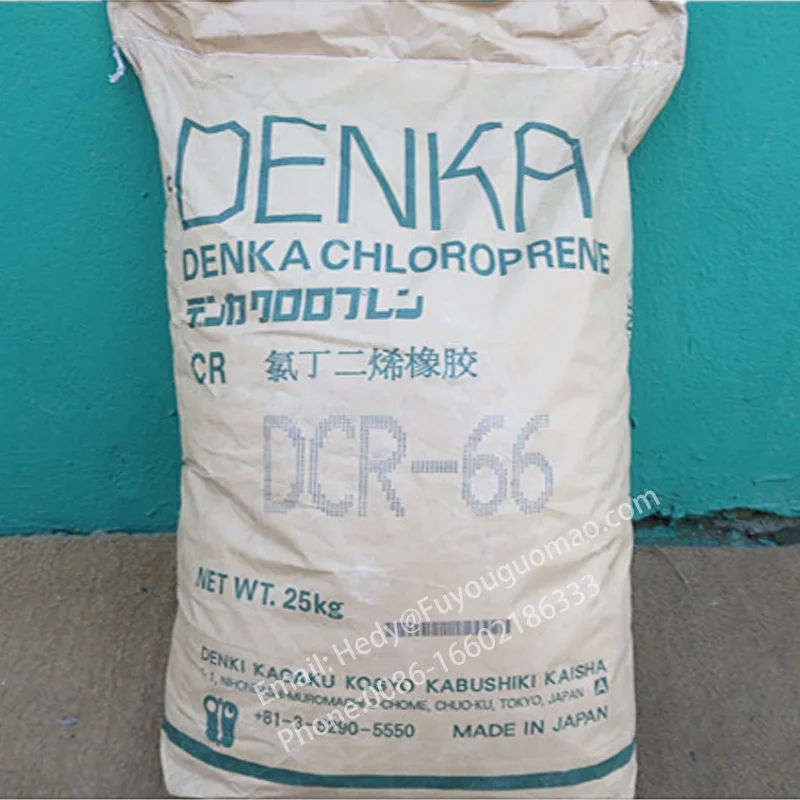 DENKA
DENKA CHLOROPRENE
デンカクロロプレン
CR 氯丁二烯橡胶
DCR-66
NET WT. 25kg
Email: Hedy@Fuyouguomao.com
Phone:0086-16602186333
DENKI KAGAKU KOGYO KABUSHIKI KAISHA
CHOME, CHUO-KU, TOKYO, JAPAN A
+81-3-5290-5550 MADE IN JAPAN